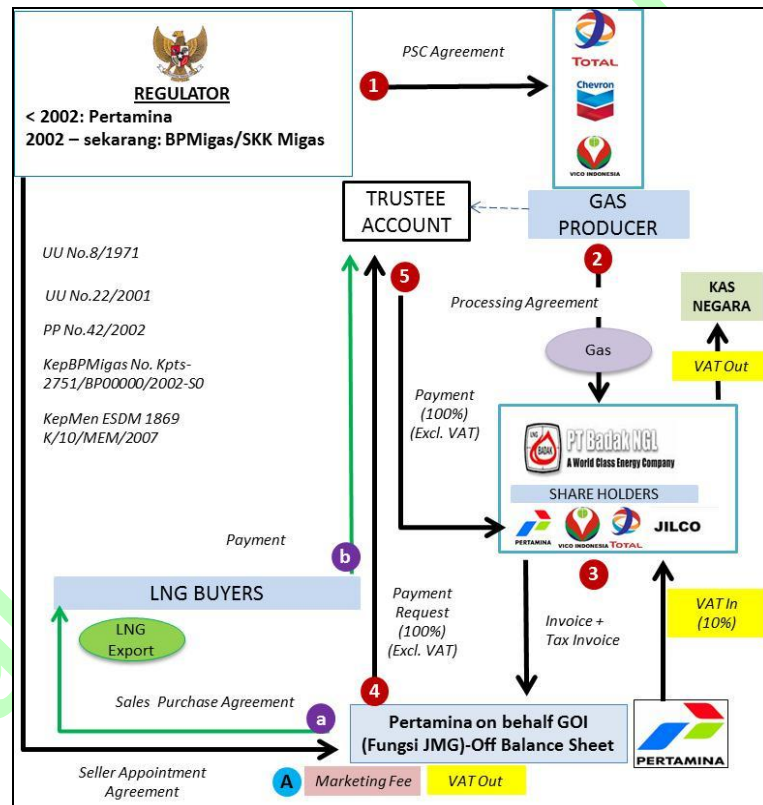 PSC Agreement
REGULATOR
< 2002: Pertamina
2002 – sekarang: BPMigas/SKK Migas
1
TOTAL
Chevron
VICO INDONESIA
TRUSTEE
ACCOUNT
GAS
PRODUCER
UU No.8/1971
UU No.22/2001
PP No.42/2002
KepBPMigas No. Kpts-
2751/BP00000/2002-S0
KepMen ESDM 1869
K/10/MEM/2007
5
2
Processing Agreement
Gas
KAS
NEGARA
VAT Out
Payment
(100%)
(Excl. VAT)
LNG
BADAK
PT Badak NGL
A World Class Energy Company
SHARE HOLDERS
PERTAMINA
VICO INDONESIA
TOTAL
JILCO
3
Payment
b
LNG BUYERS
LNG
Export
Payment
Request
(100%)
(Excl. VAT)
Invoice +
Tax Invoice
VAT In
(10%)
Sales Purchase Agreement
a
4
Pertamina on behalf GOI
(Fungsi JMG)-Off Balance Sheet
PERTAMINA
Seller Appointment
Agreement
A
Marketing Fee
VAT Out